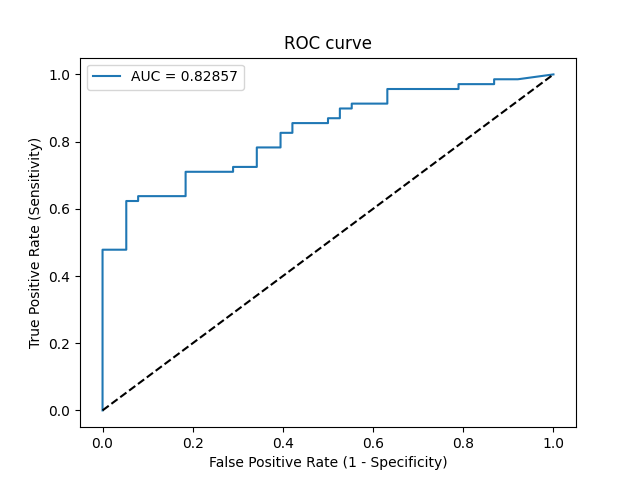 ROC curve
AUC = 0.82857
1.0
0.8
0.6
0.4
0.2
0.0
True Positive Rate (Sensitivity)
0.0 0.2 0.4 0.6 0.8 1.0
False Positive Rate (1 - Specificity)